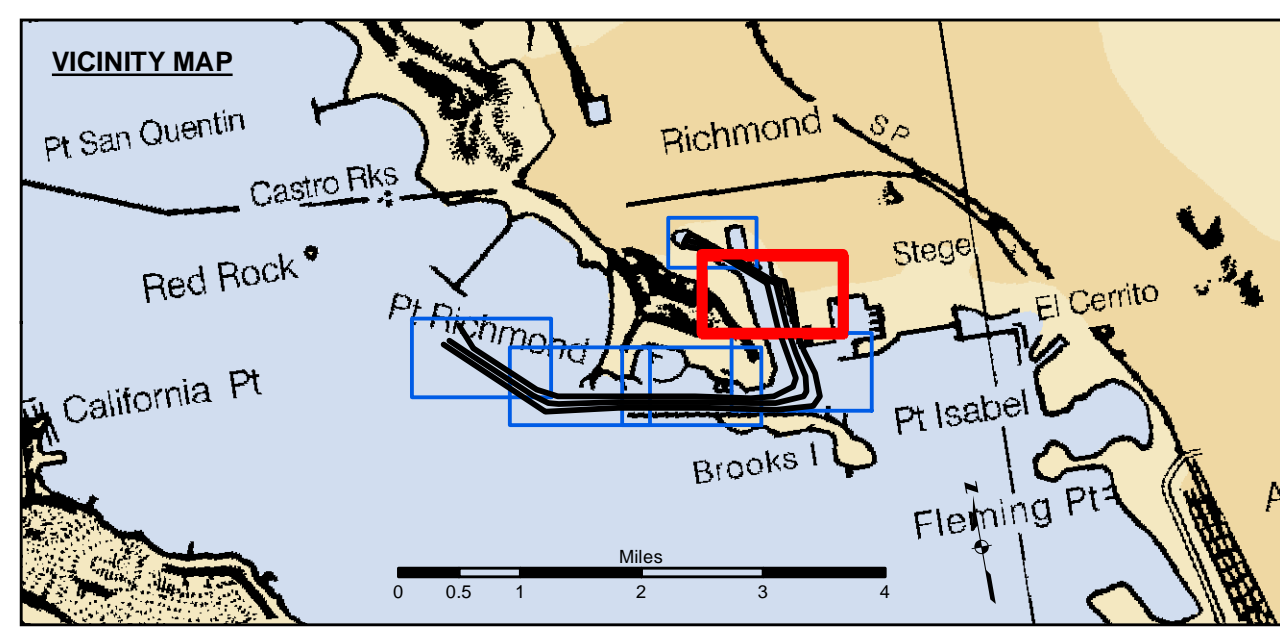 VICINITY MAP
Pt San Quentin
Richmond
S P
Castro Rks
Stege
Red Rock
El Cerrito
Pt Richmond
California Pt
Pt Isabel
Brooks I
Fleming Pt
A
N
Miles
0 0.5 1 2 3 4